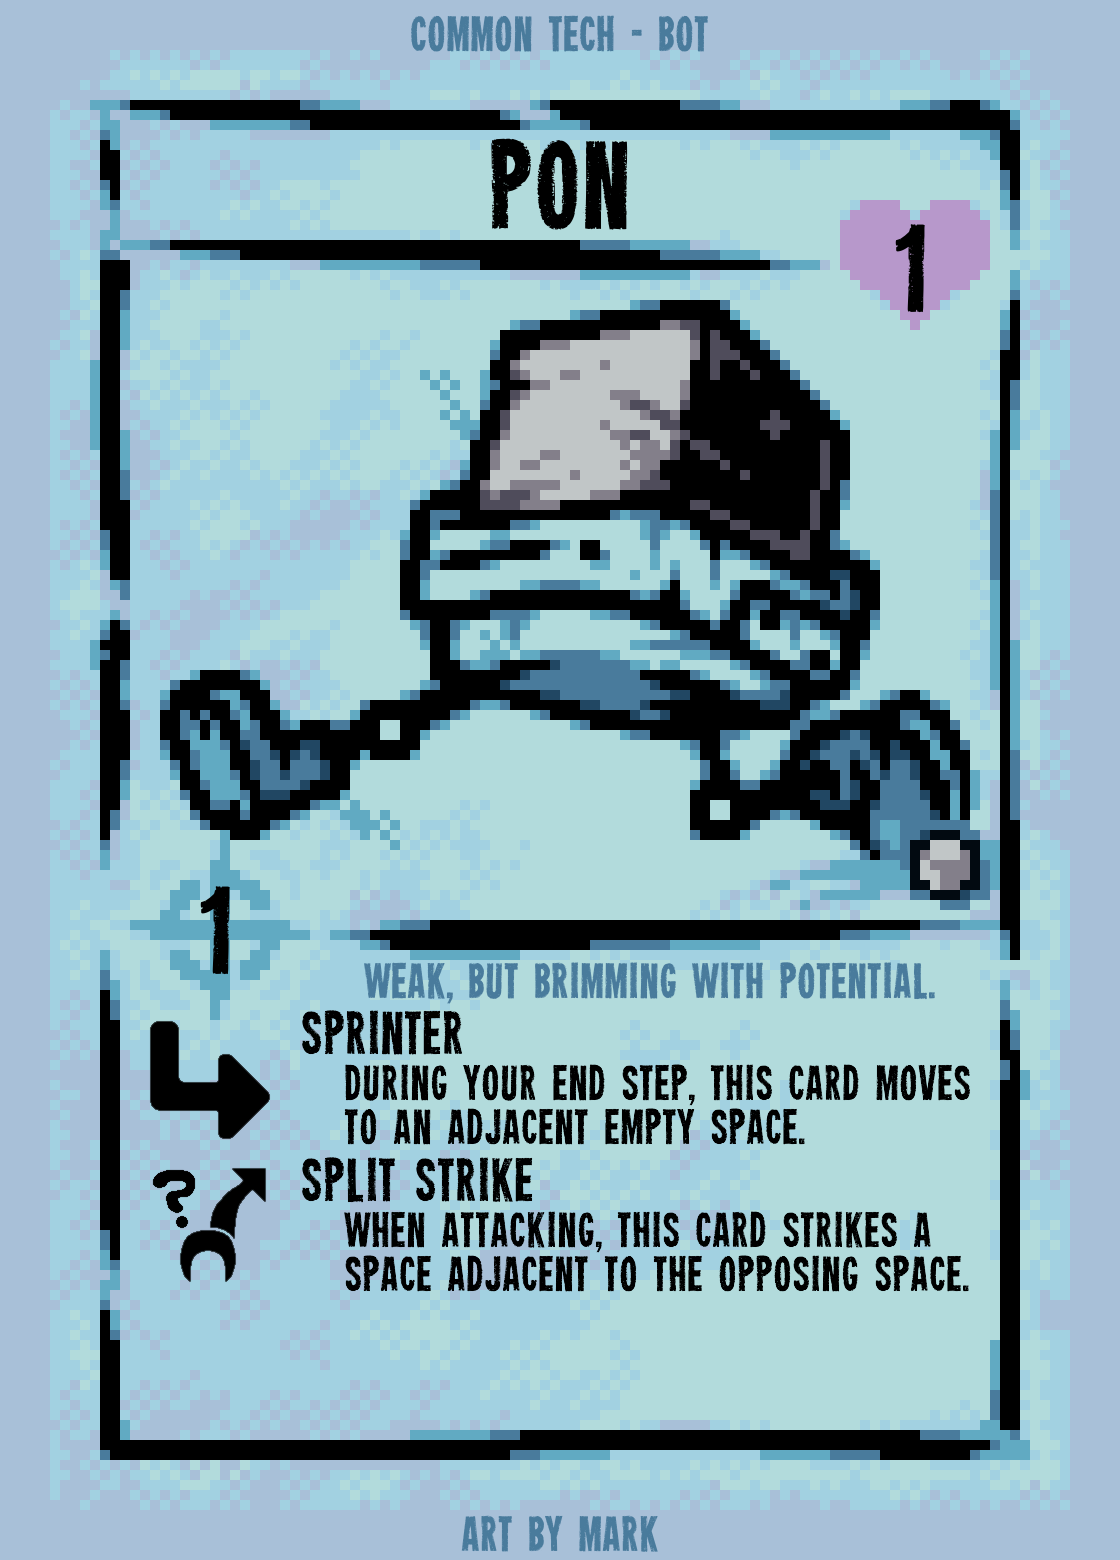 COMMON TECH - BOT
PON
1
1
WEAK, BUT BRIMMING WITH POTENTIAL.
SPRINTER
DURING YOUR END STEP, THIS CARD MOVES
TO AN ADJACENT EMPTY SPACE.
?
SPLIT STRIKE
WHEN ATTACKING, THIS CARD STRIKES A
SPACE ADJACENT TO THE OPPOSING SPACE.
ART BY MARK